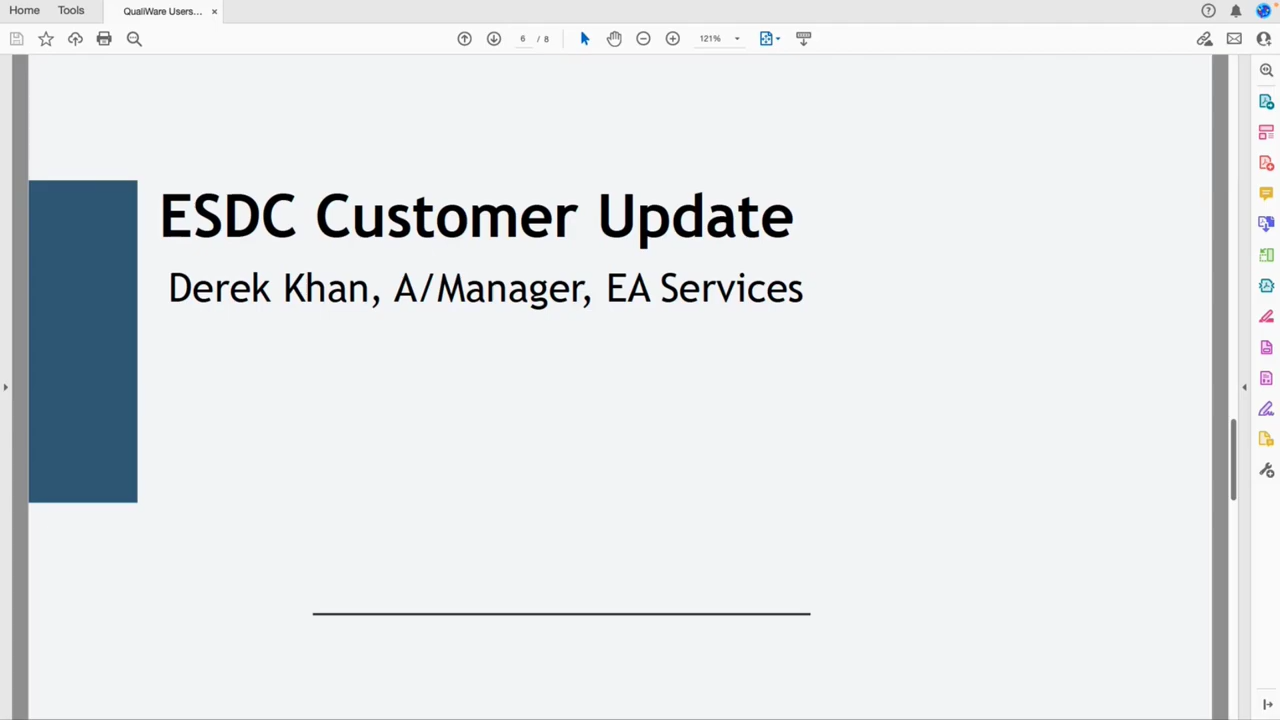 Home Tools QualiWare Users... ×
6 / 8 121%
ESDC Customer Update
Derek Khan, A/Manager, EA Services